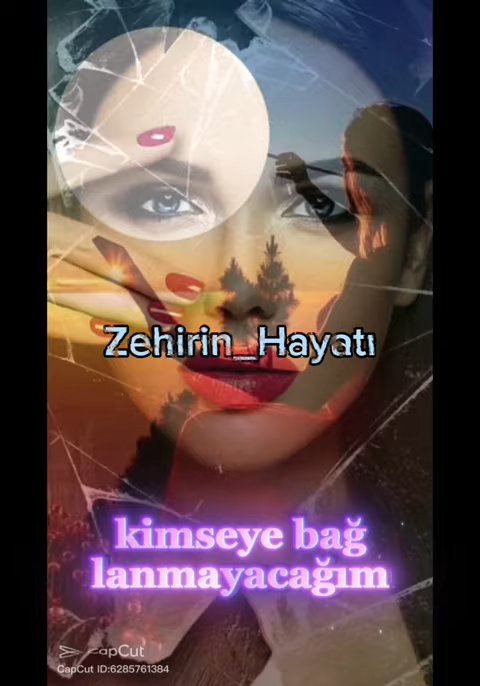 Zehirin_Hayatı
kimseye bağ
lanmayacağım
CapCut
CapCut ID:6285761384